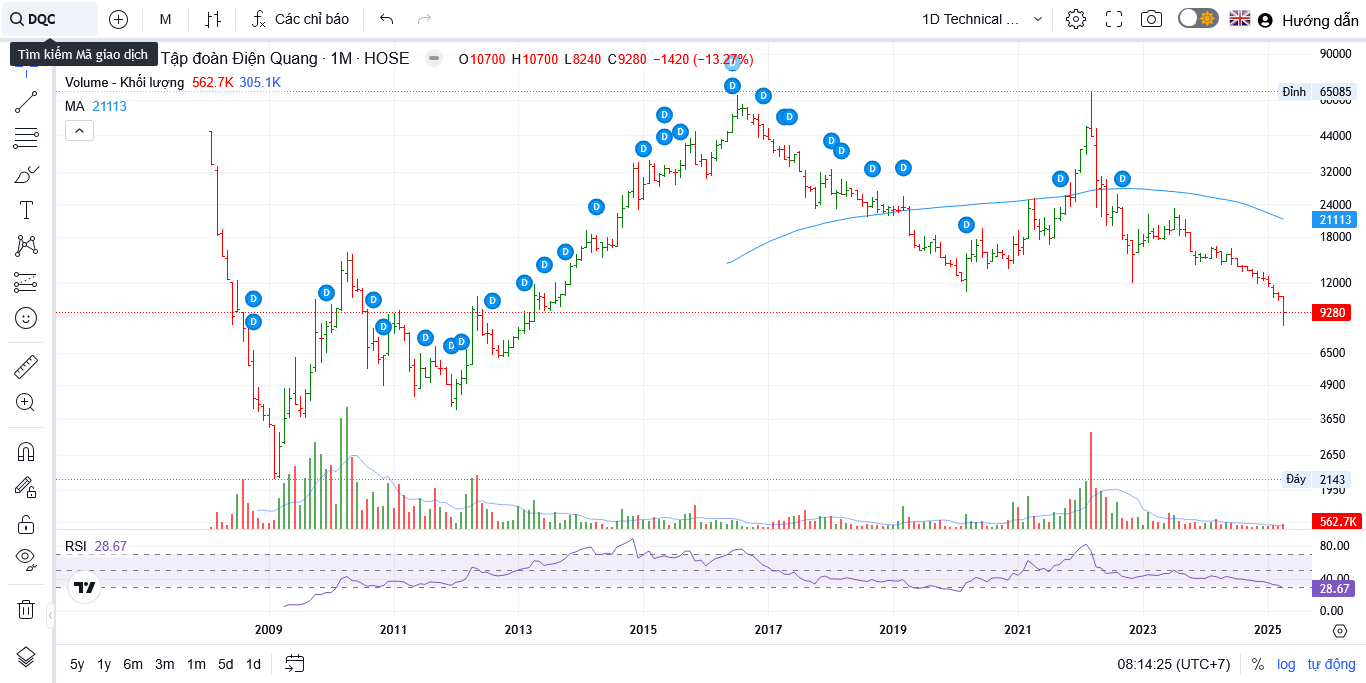 DQC
M
Các chỉ báo
1D Technical ...
Hướng dẫn
Tìm kiếm Mã giao dịch
Tập đoàn Điện Quang · 1M · HOSE
O10700 H10700 L8240 C9280 −1420 (−13.27%)
Volume - Khối lượng 562.7K 305.1K
MA 21113
D D D D D D D D D D D D D D D D D D D D D D D D D D D D
90000
Đỉnh 65085
60000
44000
32000
24000
21113
18000
12000
9280
6500
4900
3650
2650
Đáy 2143
1950
562.7K
RSI 28.67
80.00
40.00
28.67
0.00
2009 2011 2013 2015 2017 2019 2021 2023 2025
5y 1y 6m 3m 1m 5d 1d
08:14:25 (UTC+7) % log tự động